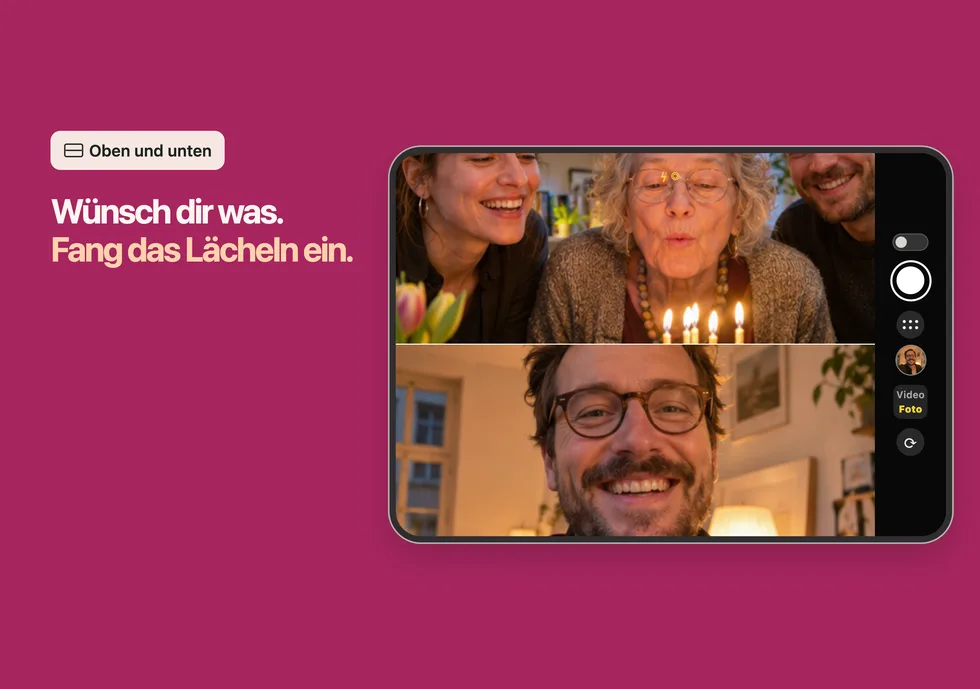 Oben und unten
Wünsch dir was.
Fang das Lächeln ein.
Video
Foto